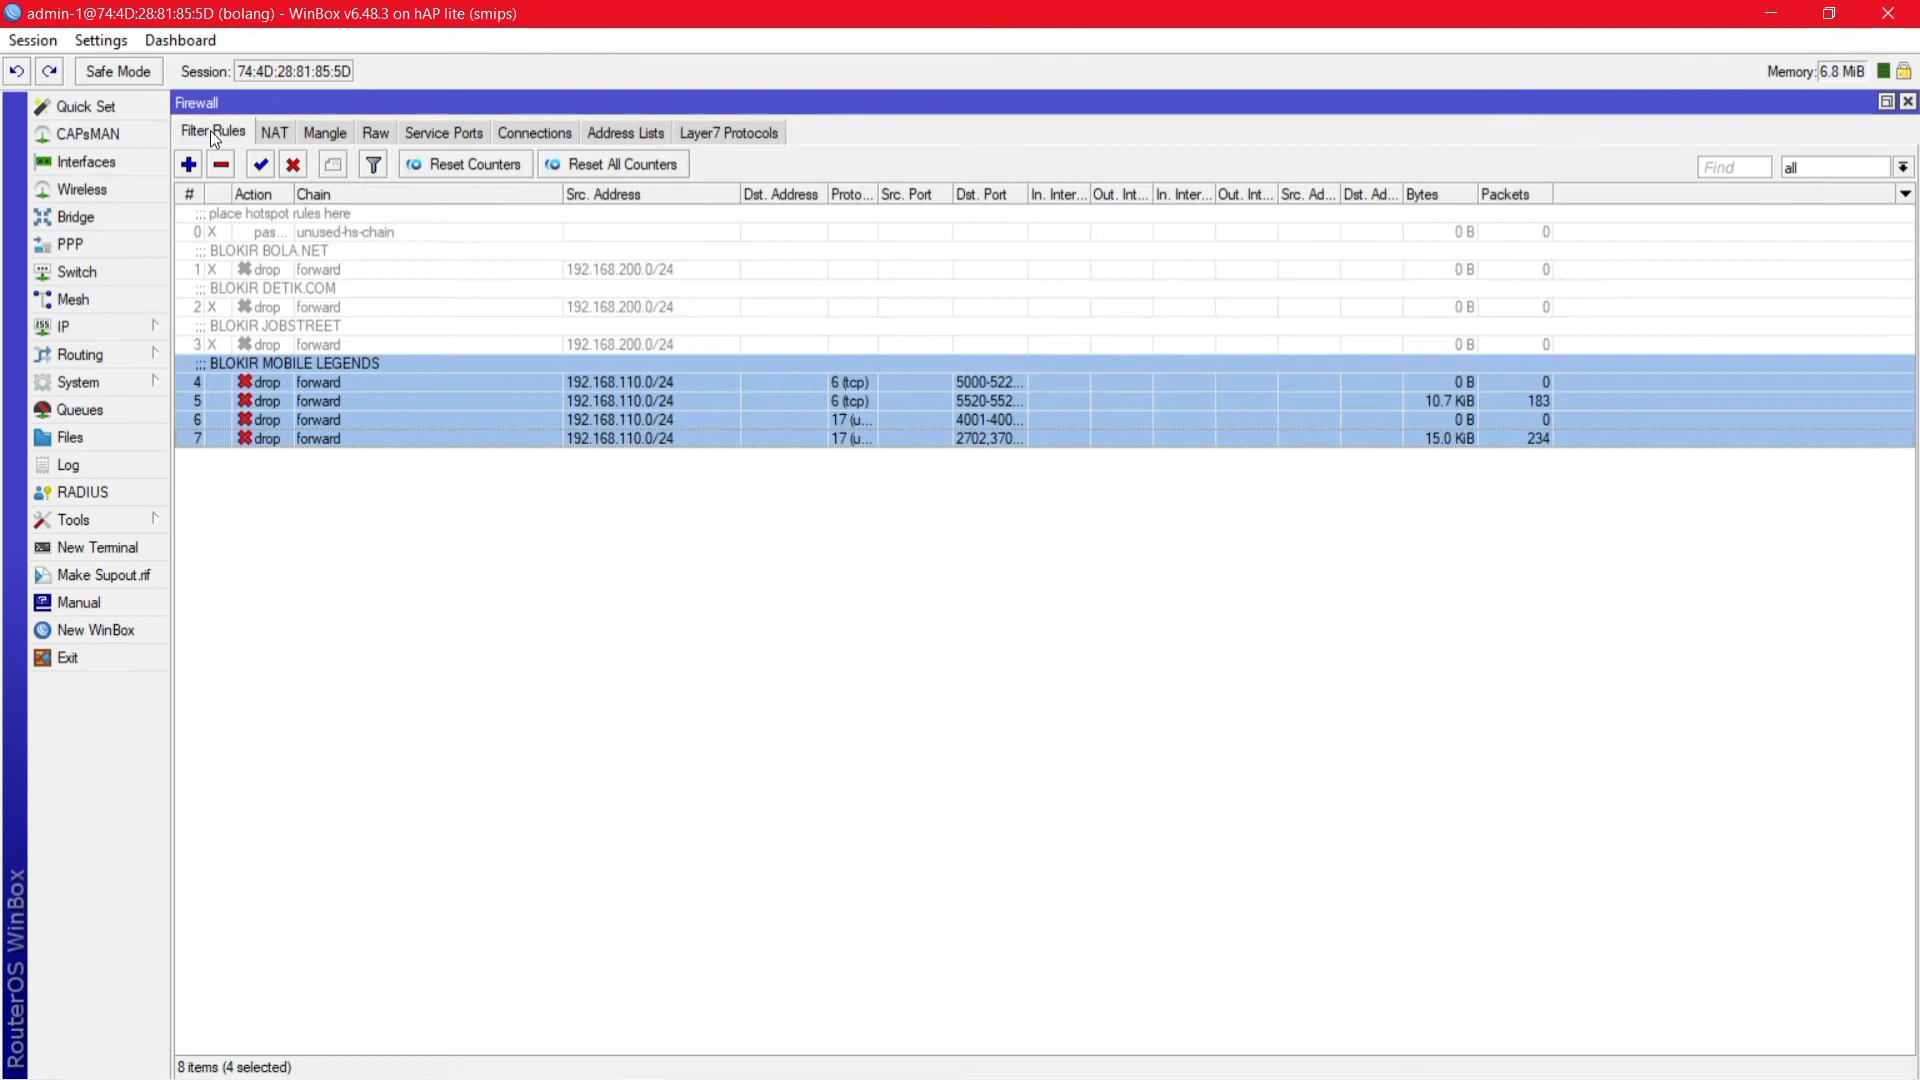 admin-1@74:4D:28:81:85:5D (bolang) - WinBox v6.48.3 on hAP lite (smips)
Session Settings Dashboard
Safe Mode Session: 74:4D:28:81:85:5D Memory: 6.8 MiB
Quick Set
CAPsMAN
Interfaces
Wireless
Bridge
PPP
Switch
Mesh
IP
Routing
System
Queues
Files
Log
RADIUS
Tools
New Terminal
Make Supout.rif
Manual
New WinBox
Exit
RouterOS WinBox
Firewall
Filter Rules NAT Mangle Raw Service Ports Connections Address Lists Layer7 Protocols
Reset Counters Reset All Counters Find all
# Action Chain Src. Address Dst. Address Proto... Src. Port Dst. Port In. Inter... Out. Int... In. Inter... Out. Int... Src. Ad... Dst. Ad... Bytes Packets
;;; place hotspot rules here
0 X pas... unused-hs-chain 0 B 0
;;; BLOKIR BOLA.NET
1 X drop forward 192.168.200.0/24 0 B 0
;;; BLOKIR DETIK.COM
2 X drop forward 192.168.200.0/24 0 B 0
;;; BLOKIR JOBSTREET
3 X drop forward 192.168.200.0/24 0 B 0
;;; BLOKIR MOBILE LEGENDS
4 drop forward 192.168.110.0/24 6 (tcp) 5000-522... 0 B 0
5 drop forward 192.168.110.0/24 6 (tcp) 5520-552... 10.7 KiB 183
6 drop forward 192.168.110.0/24 17 (u... 4001-400... 0 B 0
7 drop forward 192.168.110.0/24 17 (u... 2702,370... 15.0 KiB 234
8 items (4 selected)